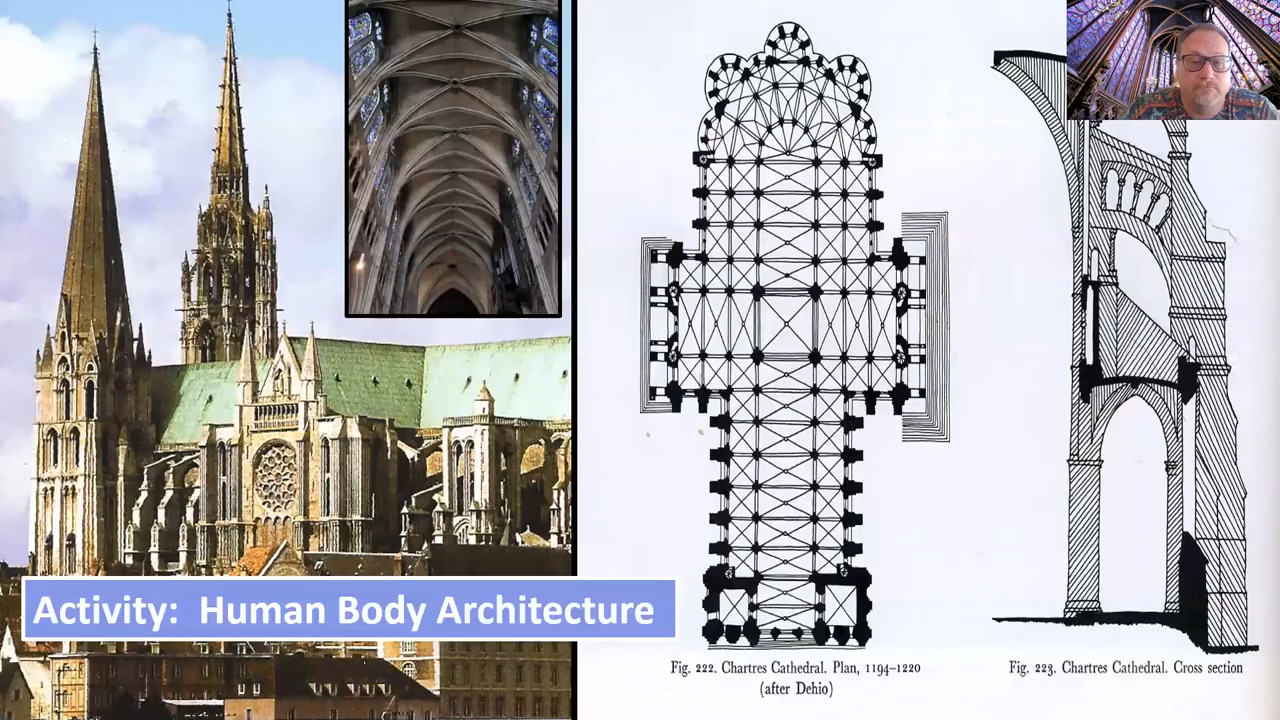 Activity:  Human Body Architecture
Fig. 222. Chartres Cathedral. Plan, 1194–1220
(after Dehio)
Fig. 223. Chartres Cathedral. Cross section